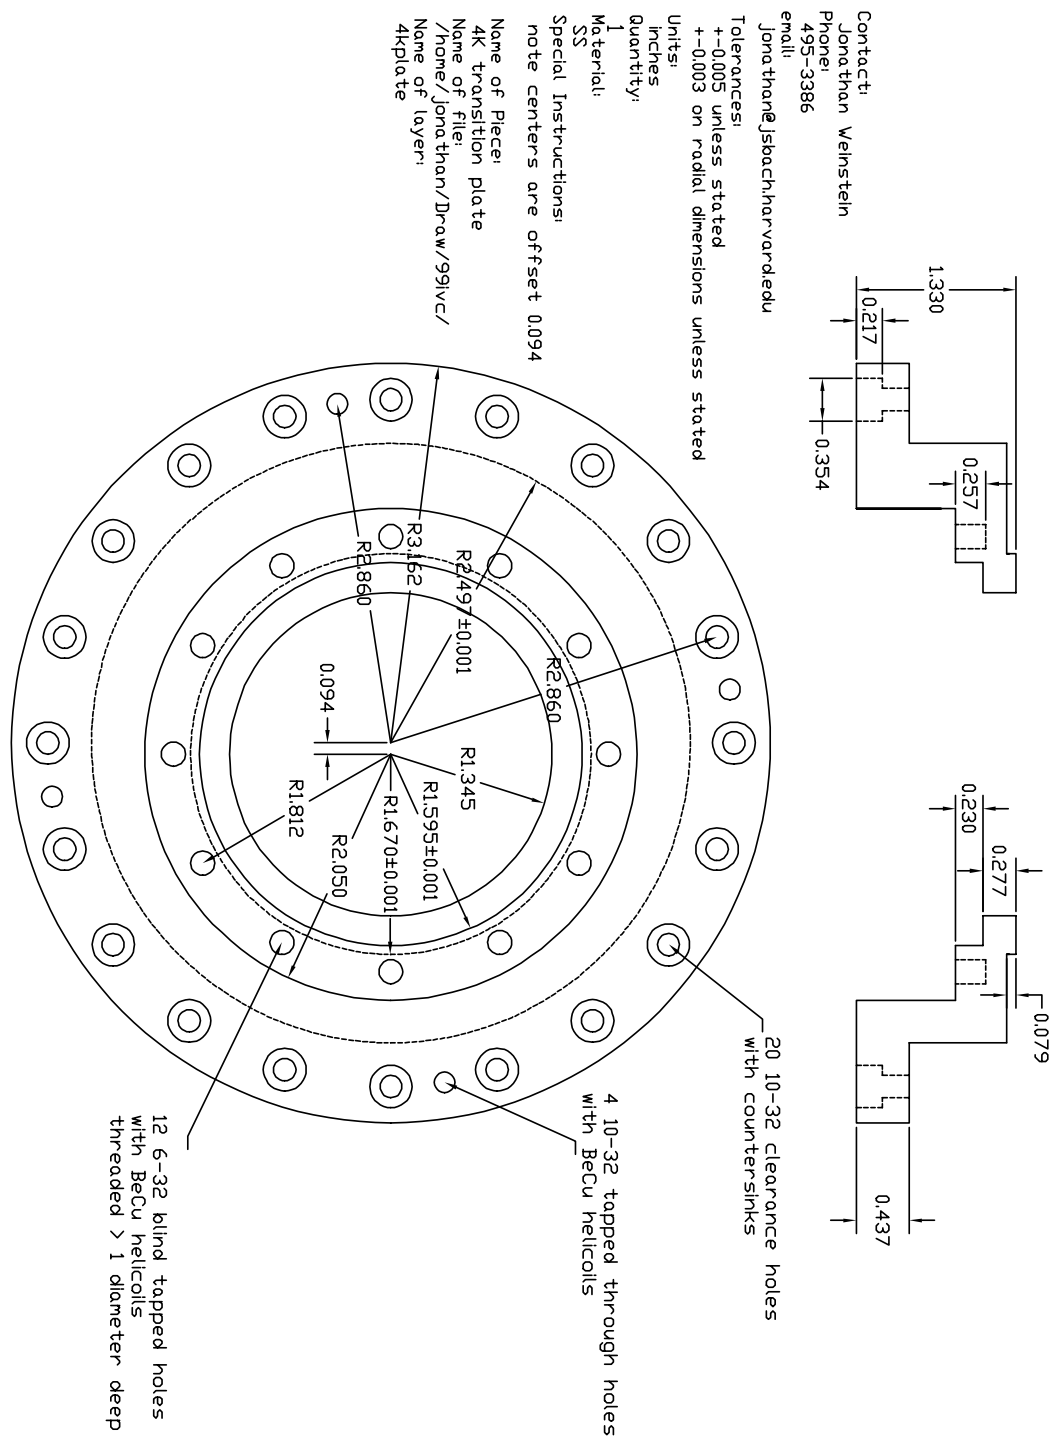 Contact:
Jonathan Weinstein
Phone:
495-3386
email:
jonathan@jsbach.harvard.edu
Tolerances:
+-0.005 unless stated
+-0.003 on radial dimensions unless stated
Units:
inches
Quantity:
1
Material:
SS
Special Instructions:
note centers are offset 0.094
Name of Piece:
4K transition plate
Name of file:
/home/jonathan/Draw/99ivc/
Name of layer:
4kplate
1.330
0.217
0.354
0.257
0.230
0.277
0.079
0.437
R3.162
R2.860
R2.497±0.001
R2.860
0.094
R1.345
R1.595±0.001
R1.670±0.001
R2.050
R1.812
20 10-32 clearance holes
with countersinks
4 10-32 tapped through holes
with BeCu helicoils
12 6-32 blind tapped holes
with BeCu helicoils
threaded > 1 diameter deep